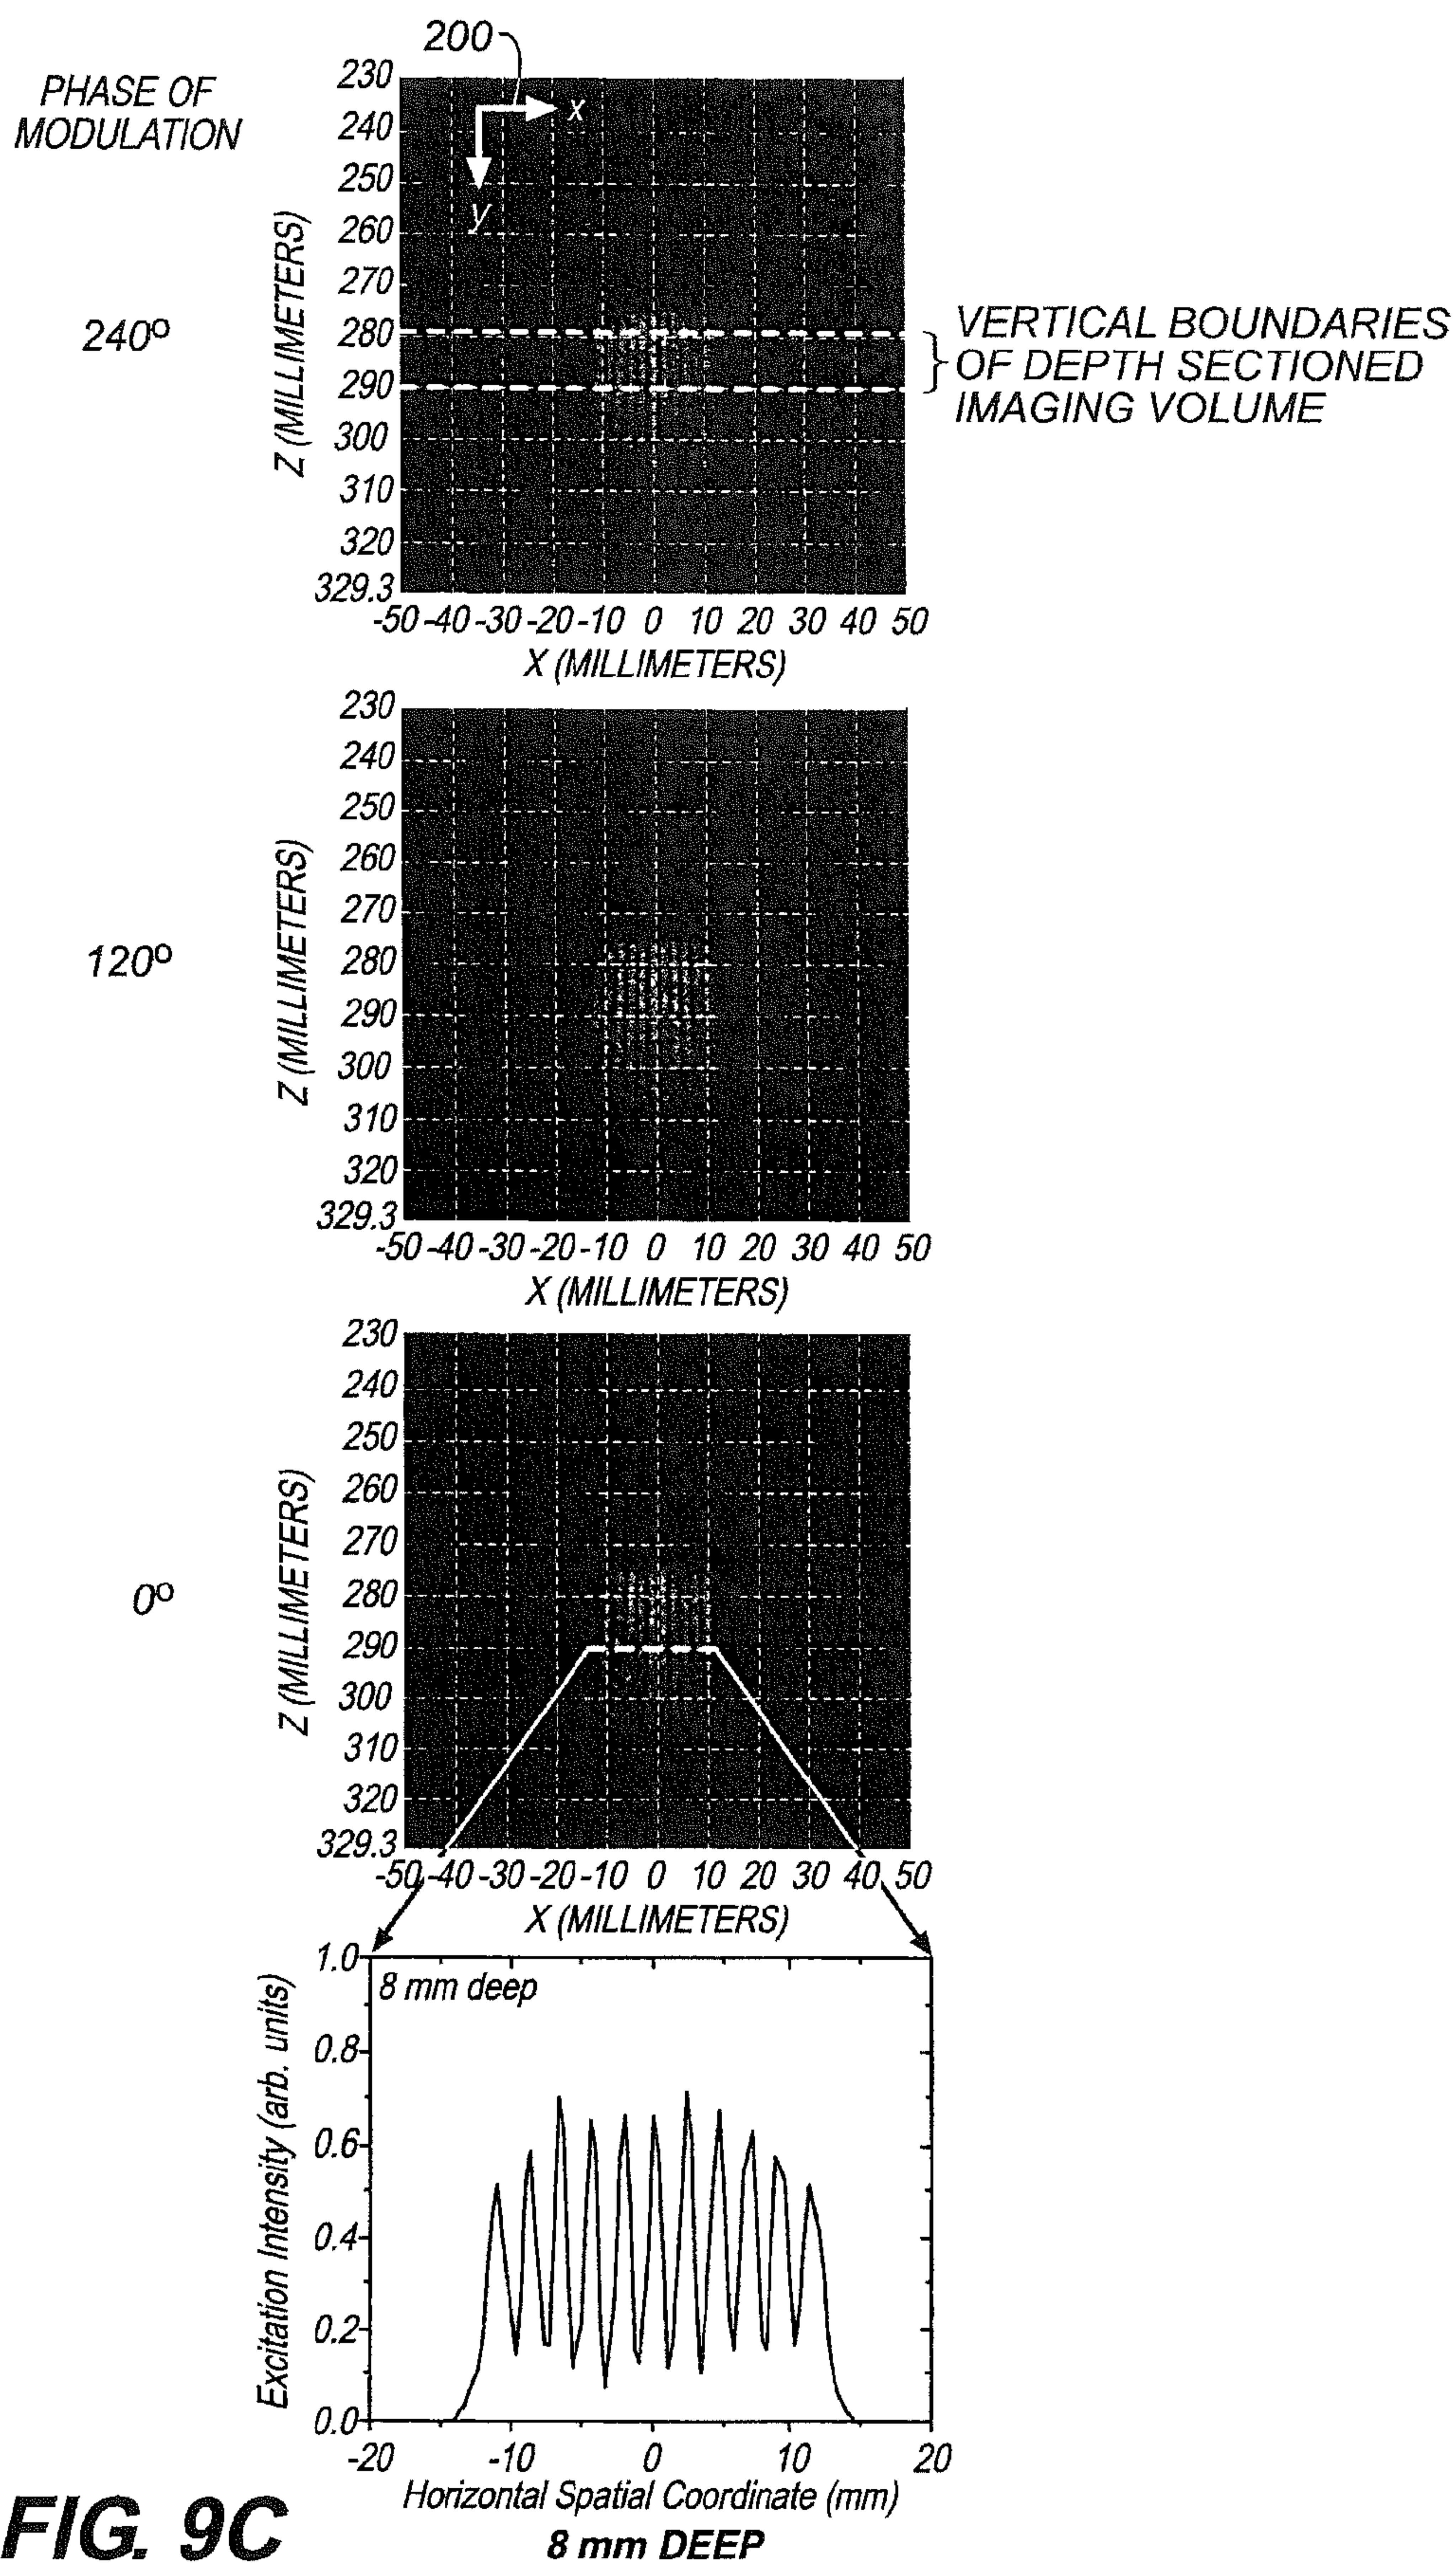 200
PHASE OF
MODULATION
230
240
250
260
270
280
290
300
310
320
329.3
Z (MILLIMETERS)
x
y
240º
VERTICAL BOUNDARIES
OF DEPTH SECTIONED
IMAGING VOLUME
-50 -40 -30 -20 -10 0 10 20 30 40 50
X (MILLIMETERS)
120º
230
240
250
260
270
280
290
300
310
320
329.3
Z (MILLIMETERS)
-50 -40 -30 -20 -10 0 10 20 30 40 50
X (MILLIMETERS)
0º
230
240
250
260
270
280
290
300
310
320
329.3
Z (MILLIMETERS)
-50 -40 -30 -20 -10 0 10 20 30 40 50
X (MILLIMETERS)
8 mm deep
1.0
0.8
0.6
0.4
0.2
0.0
Excitation Intensity (arb. units)
-20 -10 0 10 20
Horizontal Spatial Coordinate (mm)
8 mm DEEP
FIG. 9C